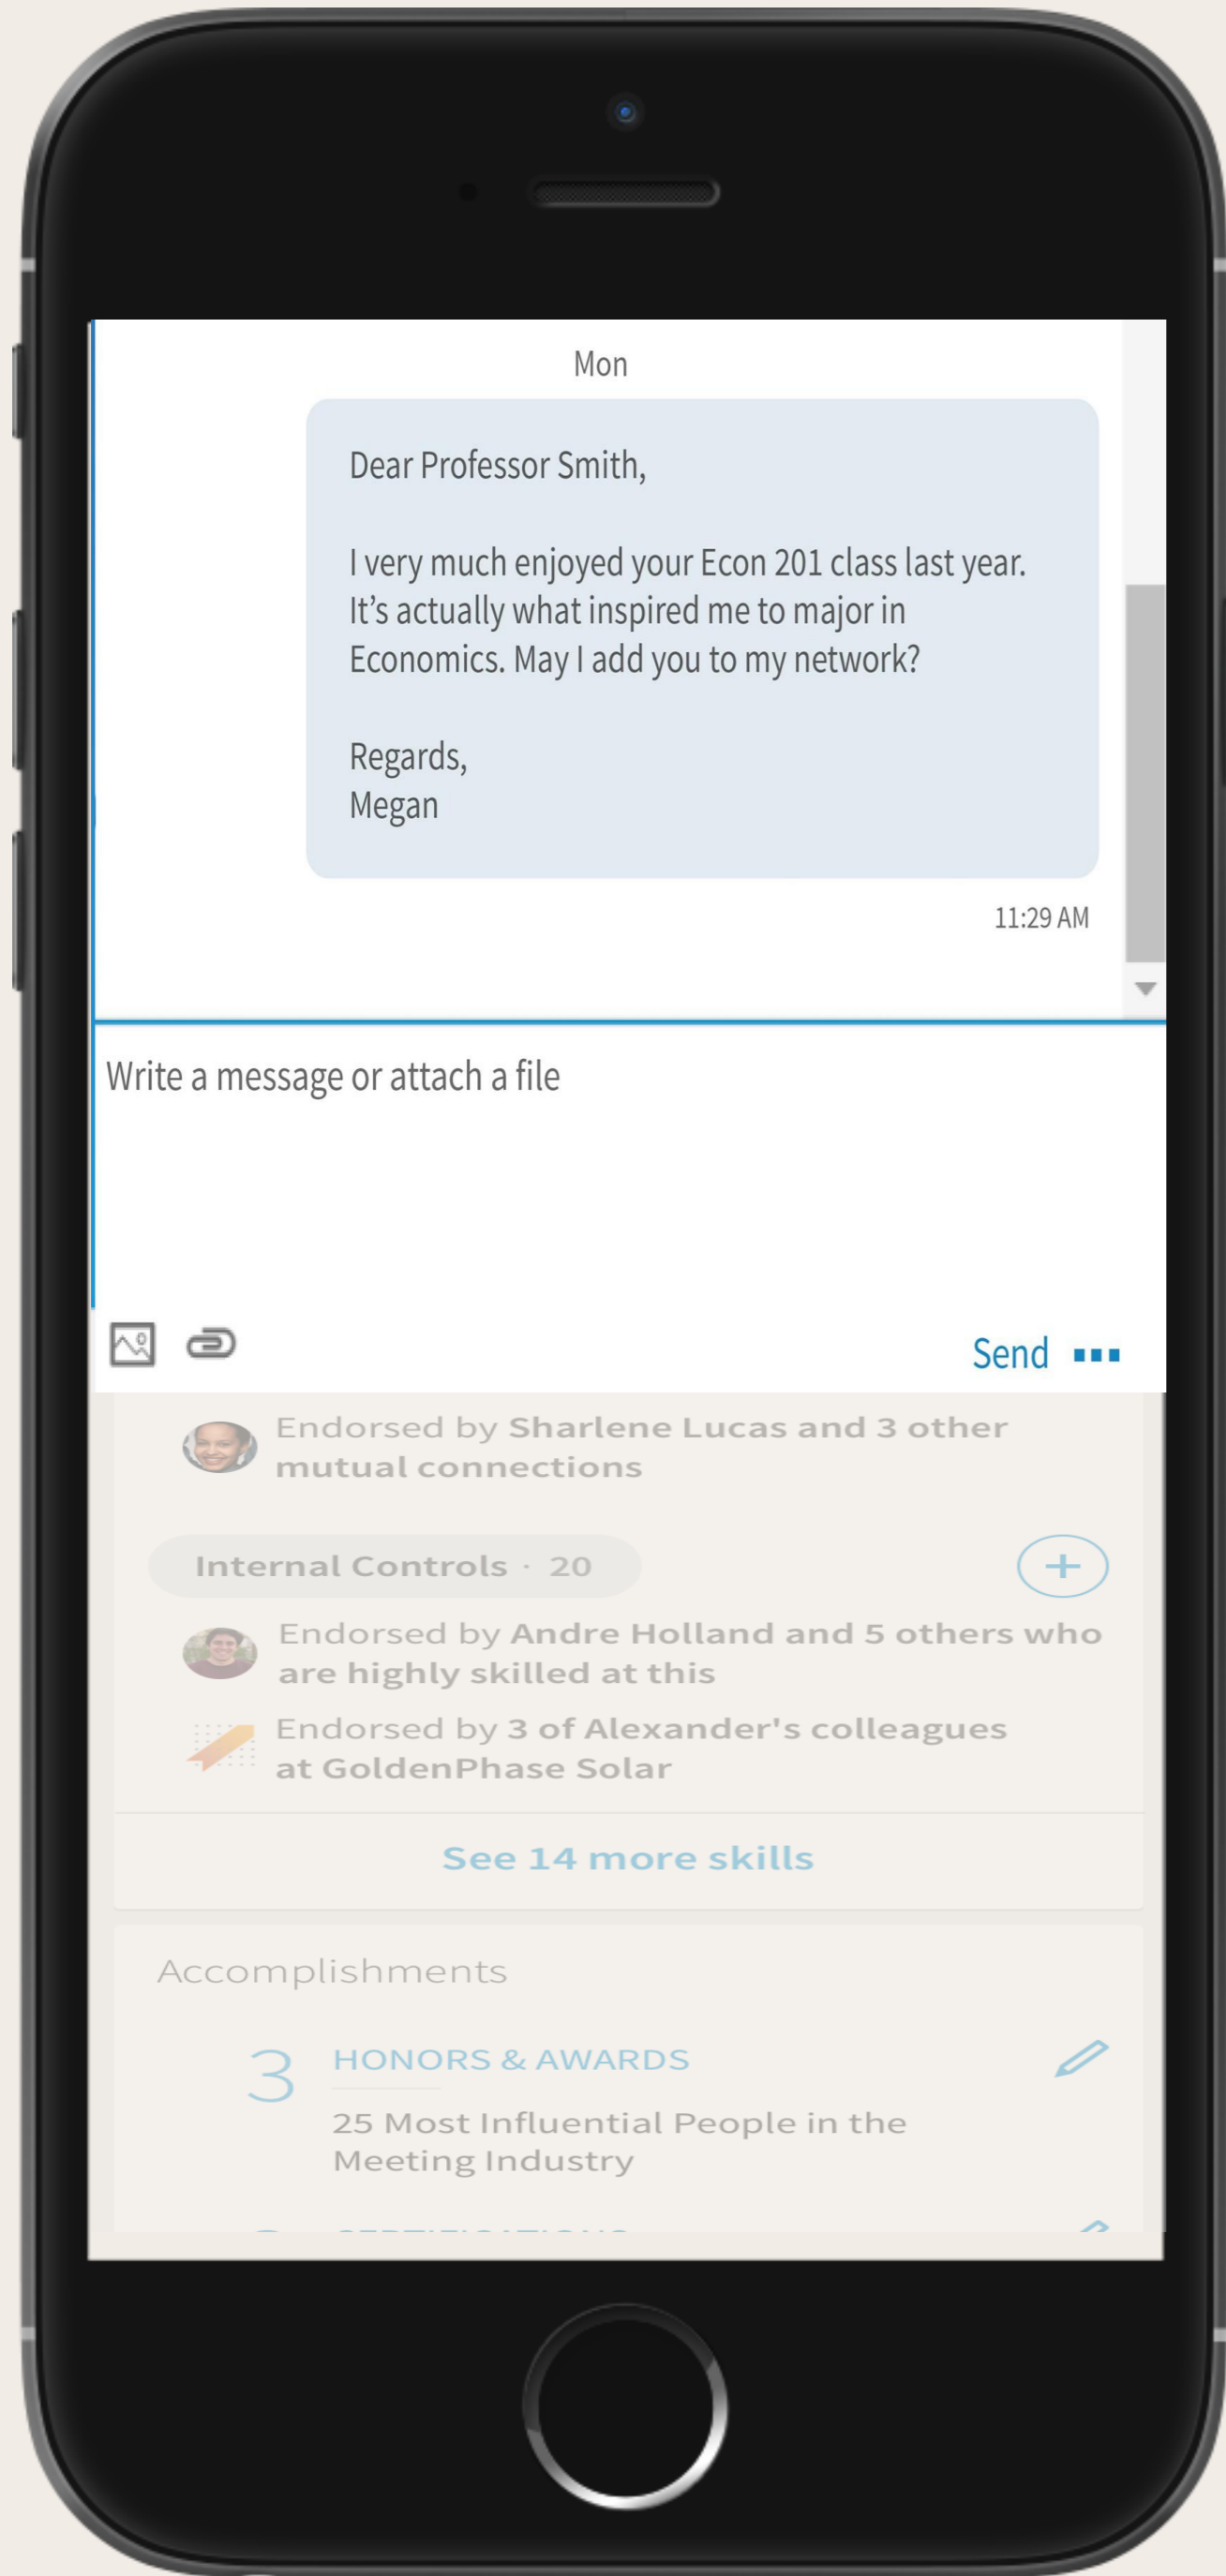 Mon
Dear Professor Smith,
I very much enjoyed your Econ 201 class last year.
It’s actually what inspired me to major in
Economics. May I add you to my network?
Regards,
Megan
11:29 AM
Write a message or attach a file
Send
Endorsed by Sharlene Lucas and 3 other
mutual connections
Internal Controls · 20
Endorsed by Andre Holland and 5 others who
are highly skilled at this
Endorsed by 3 of Alexander's colleagues
at GoldenPhase Solar
See 14 more skills
Accomplishments
3 HONORS & AWARDS
25 Most Influential People in the
Meeting Industry